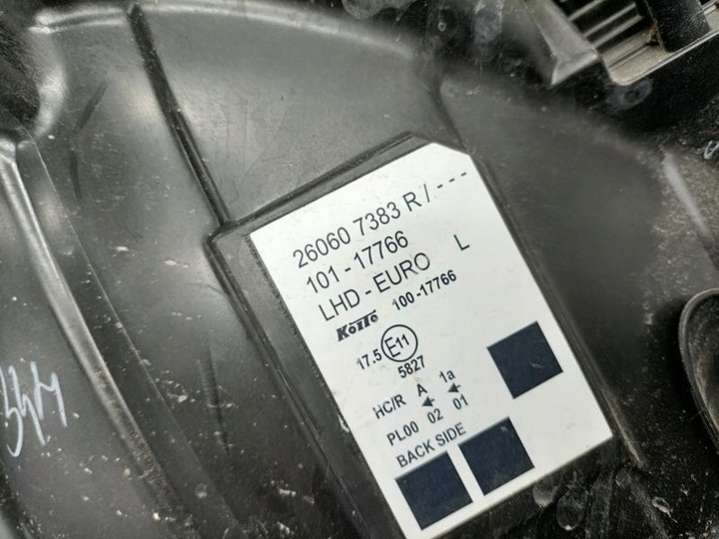 26060 7383 R / - - -
101 - 17766
LHD - EURO L
KOITO 100-17766
17.5 E11
5827
HC/R A 1a
PL00 02 01
BACK SIDE